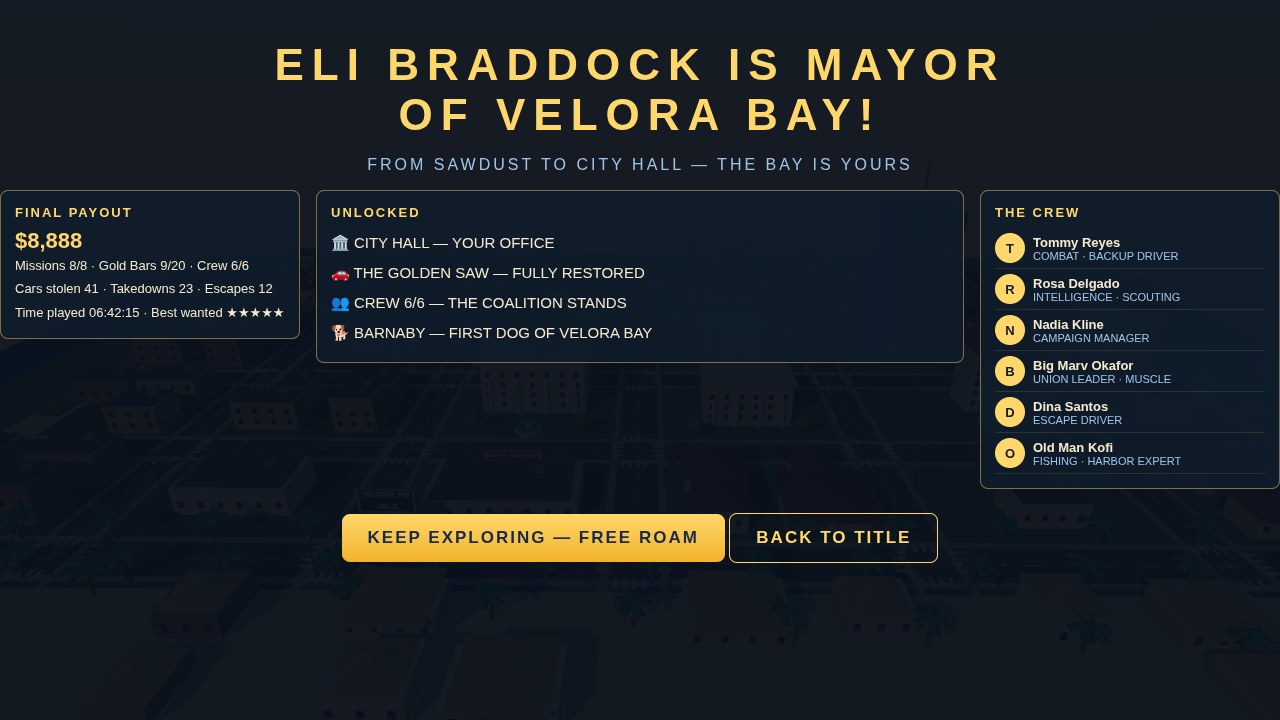 ELI BRADDOCK IS MAYOR
OF VELORA BAY!
FROM SAWDUST TO CITY HALL — THE BAY IS YOURS
FINAL PAYOUT
$8,888
Missions 8/8 · Gold Bars 9/20 · Crew 6/6
Cars stolen 41 · Takedowns 23 · Escapes 12
Time played 06:42:15 · Best wanted ★★★★★
UNLOCKED
🏛️ CITY HALL — YOUR OFFICE
🚗 THE GOLDEN SAW — FULLY RESTORED
👥 CREW 6/6 — THE COALITION STANDS
🐕 BARNABY — FIRST DOG OF VELORA BAY
THE CREW
T
Tommy Reyes
COMBAT · BACKUP DRIVER
R
Rosa Delgado
INTELLIGENCE · SCOUTING
N
Nadia Kline
CAMPAIGN MANAGER
B
Big Marv Okafor
UNION LEADER · MUSCLE
D
Dina Santos
ESCAPE DRIVER
O
Old Man Kofi
FISHING · HARBOR EXPERT
KEEP EXPLORING — FREE ROAM
BACK TO TITLE